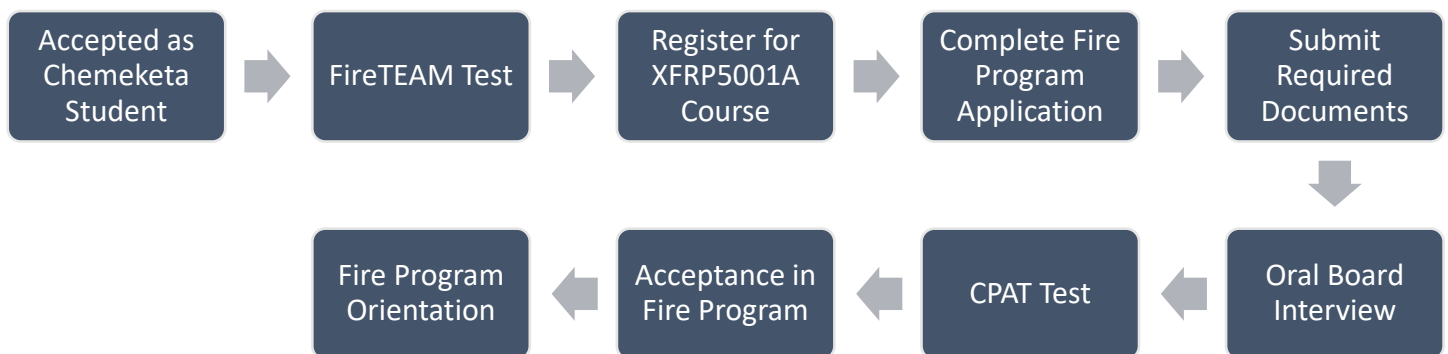 Accepted as
Chemeketa
Student
FireTEAM Test
Register for
XFRP5001A
Course
Complete Fire
Program
Application
Submit
Required
Documents
Oral Board
Interview
CPAT Test
Acceptance in
Fire Program
Fire Program
Orientation